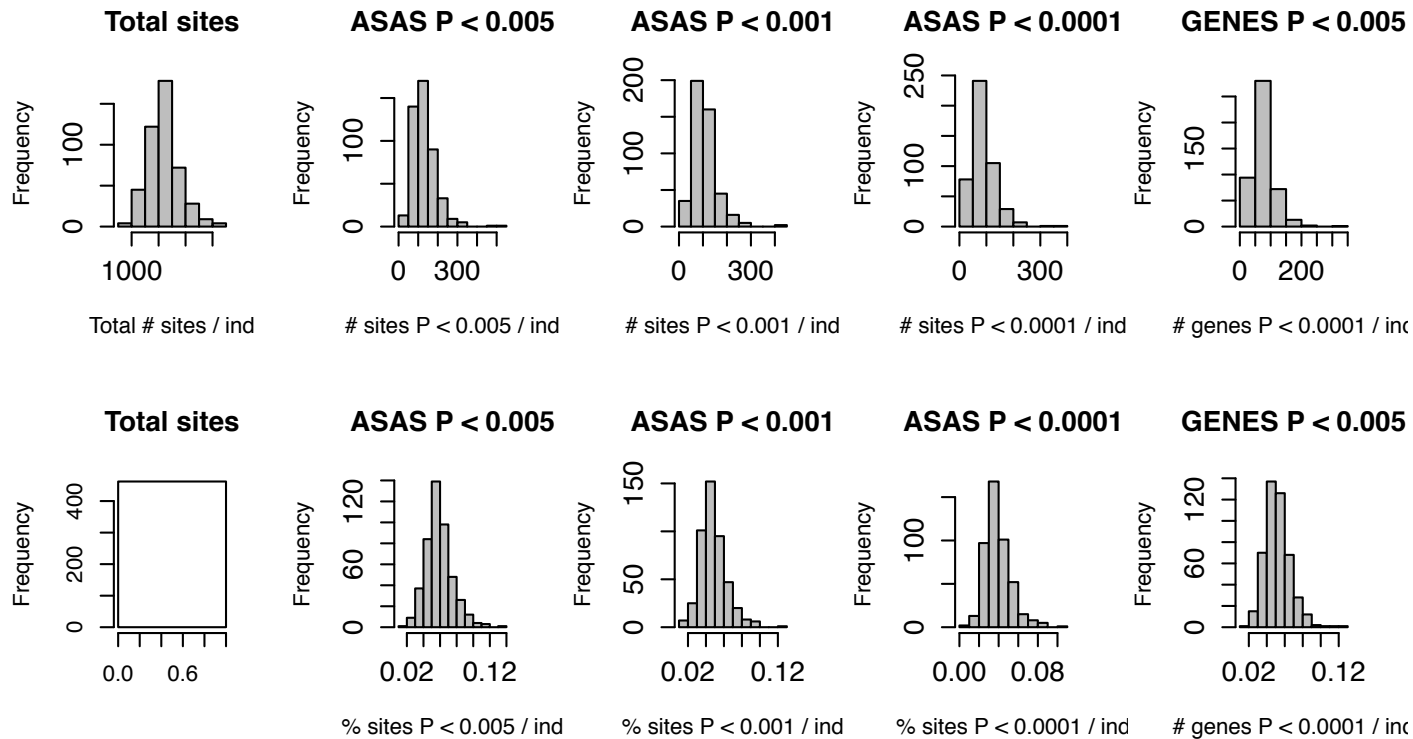 Total sites
ASAS P < 0.005
ASAS P < 0.001
ASAS P < 0.0001
GENES P < 0.005
Frequency
0
100
1000
Total # sites / ind
Frequency
0
100
0
300
# sites P < 0.005 / ind
Frequency
0
50
100
200
0
300
# sites P < 0.001 / ind
Frequency
0
100
250
0
300
# sites P < 0.0001 / ind
Frequency
0
150
0
200
# genes P < 0.0001 / inc
Total sites
ASAS P < 0.005
ASAS P < 0.001
ASAS P < 0.0001
GENES P < 0.005
Frequency
0
200
400
0.0
0.6
Frequency
0
60
120
0.02
0.12
% sites P < 0.005 / ind
Frequency
0
50
150
0.02
0.12
% sites P < 0.001 / ind
Frequency
0
100
0.00
0.08
% sites P < 0.0001 / ind
Frequency
0
60
120
0.02
0.12
# genes P < 0.0001 / inc